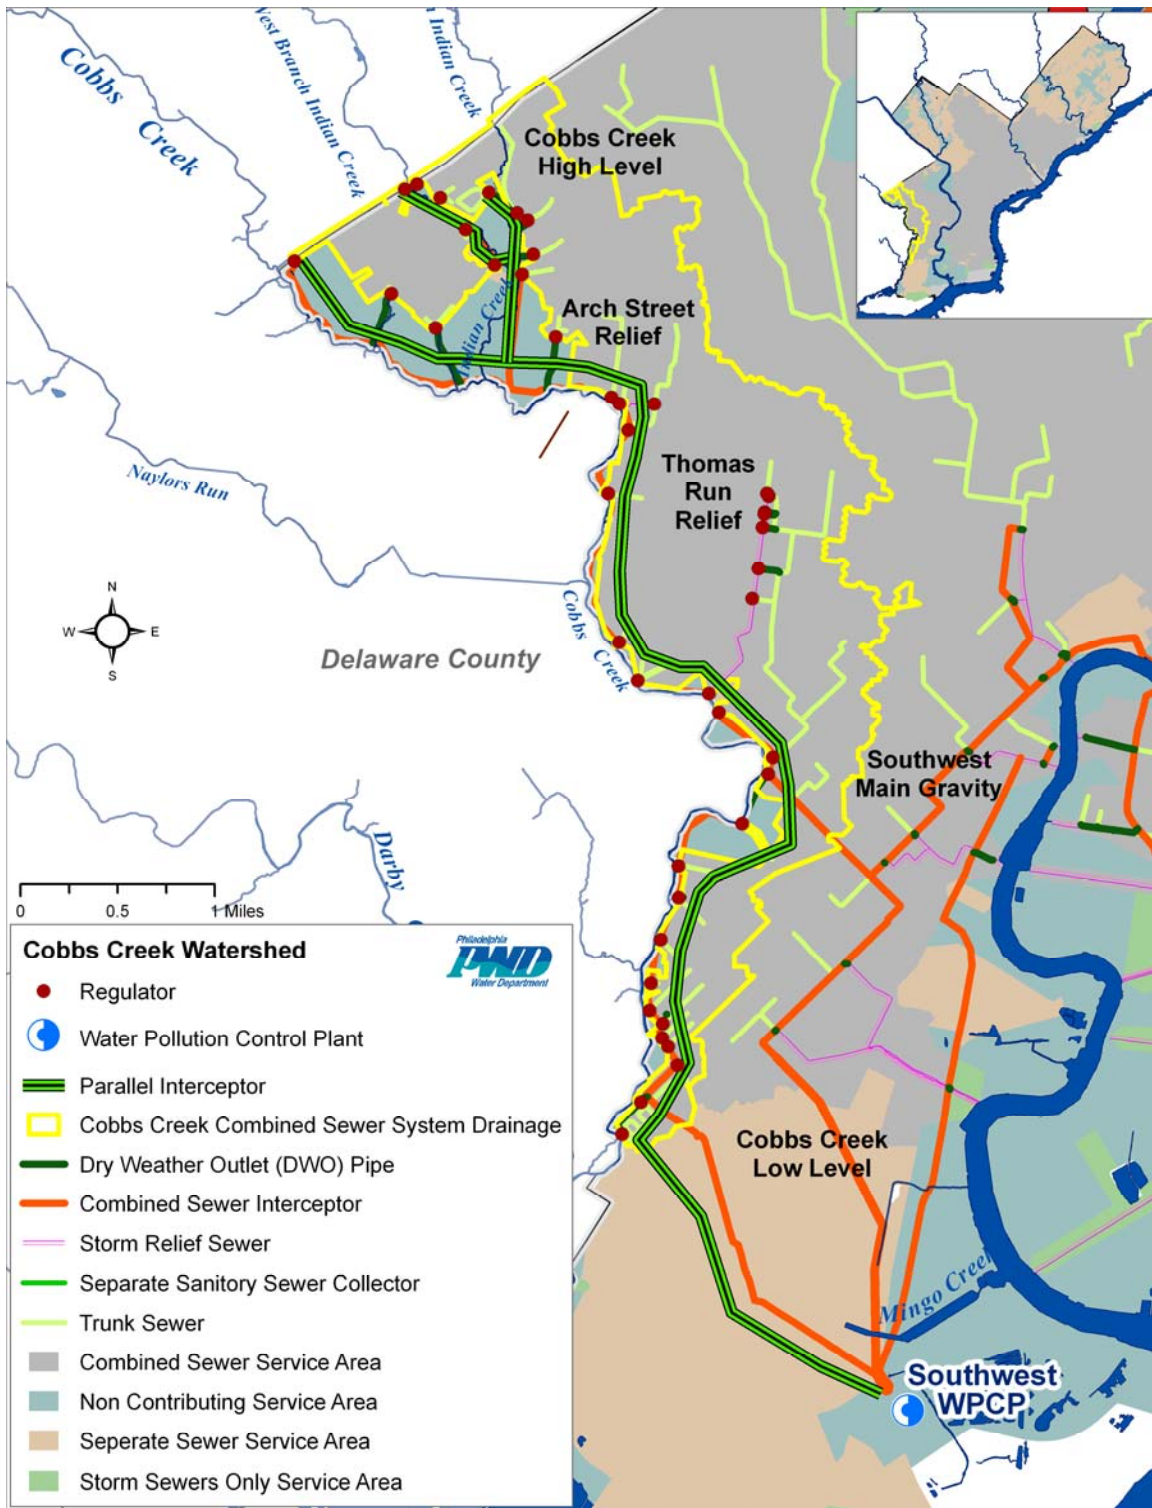 Cobbs
Creek
West Branch Indian Creek
Indian Creek
Cobbs Creek
High Level
Arch Street
Relief
Indian Creek
Thomas
Run
Relief
Naylors Run
N
W
E
S
Cobbs Creek
Delaware County
Southwest
Main Gravity
Darby
0
0.5
1 Miles
Cobbs Creek Watershed
Philadelphia
PWD
Water Department
Regulator
Water Pollution Control Plant
Parallel Interceptor
Cobbs Creek Combined Sewer System Drainage
Dry Weather Outlet (DWO) Pipe
Combined Sewer Interceptor
Storm Relief Sewer
Separate Sanitory Sewer Collector
Trunk Sewer
Combined Sewer Service Area
Non Contributing Service Area
Seperate Sewer Service Area
Storm Sewers Only Service Area
Cobbs Creek
Low Level
Mingo Creek
Southwest
WPCP